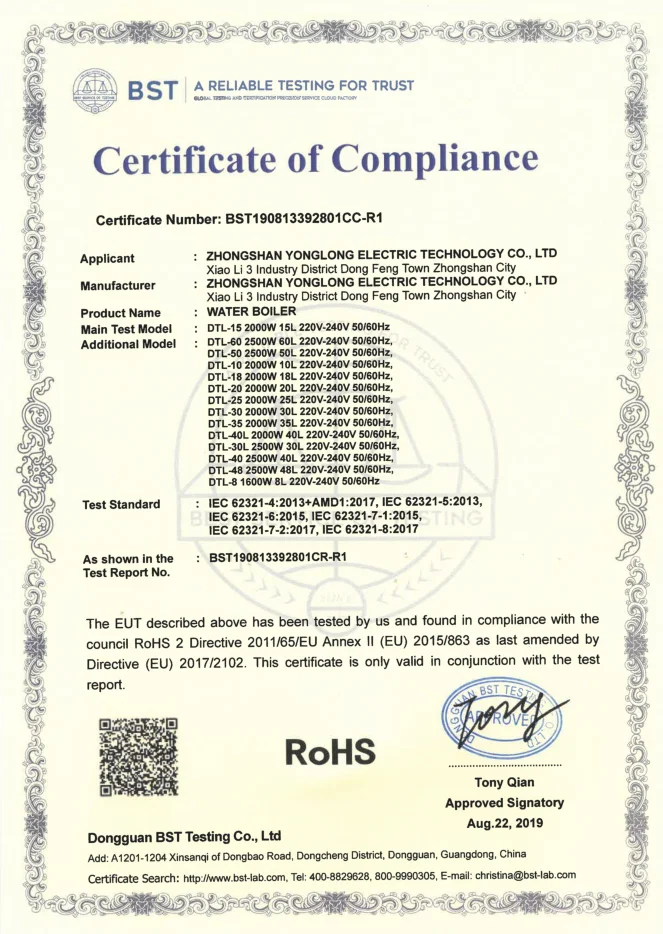 BST A RELIABLE TESTING FOR TRUST
GLOBAL TESTING AND CERTIFICATION PRECEDENT SERVICE CLOUD FACTORY
Certificate of Compliance
Certificate Number: BST190813392801CC-R1
Applicant : ZHONGSHAN YONGLONG ELECTRIC TECHNOLOGY CO., LTD
Xiao Li 3 Industry District Dong Feng Town Zhongshan City
Manufacturer : ZHONGSHAN YONGLONG ELECTRIC TECHNOLOGY CO., LTD
Xiao Li 3 Industry District Dong Feng Town Zhongshan City
Product Name : WATER BOILER
Main Test Model : DTL-15 2000W 15L 220V-240V 50/60Hz
Additional Model : DTL-60 2500W 60L 220V-240V 50/60Hz,
DTL-50 2500W 50L 220V-240V 50/60Hz,
DTL-10 2000W 10L 220V-240V 50/60Hz,
DTL-18 2000W 18L 220V-240V 50/60Hz,
DTL-20 2000W 20L 220V-240V 50/60Hz,
DTL-25 2000W 25L 220V-240V 50/60Hz,
DTL-30 2000W 30L 220V-240V 50/60Hz,
DTL-35 2000W 35L 220V-240V 50/60Hz,
DTL-40L 2000W 40L 220V-240V 50/60Hz,
DTL-30L 2500W 30L 220V-240V 50/60Hz,
DTL-40 2500W 40L 220V-240V 50/60Hz,
DTL-48 2500W 48L 220V-240V 50/60Hz,
DTL-8 1600W 8L 220V-240V 50/60Hz
Test Standard : IEC 62321-4:2013+AMD1:2017, IEC 62321-5:2013,
IEC 62321-6:2015, IEC 62321-7-1:2015,
IEC 62321-7-2:2017, IEC 62321-8:2017
As shown in the : BST190813392801CR-R1
Test Report No.
The EUT described above has been tested by us and found in compliance with the
council RoHS 2 Directive 2011/65/EU Annex II (EU) 2015/863 as last amended by
Directive (EU) 2017/2102. This certificate is only valid in conjunction with the test
report.
DONGGUAN BST TESTING CO., LTD
APPROVED
Tony
RoHS
Tony Qian
Approved Signatory
Aug.22, 2019
Dongguan BST Testing Co., Ltd
Add: A1201-1204 Xinsanqi of Dongbao Road, Dongcheng District, Dongguan, Guangdong, China
Certificate Search: http://www.bst-lab.com, Tel: 400-8829628, 800-9990305, E-mail: christina@bst-lab.com